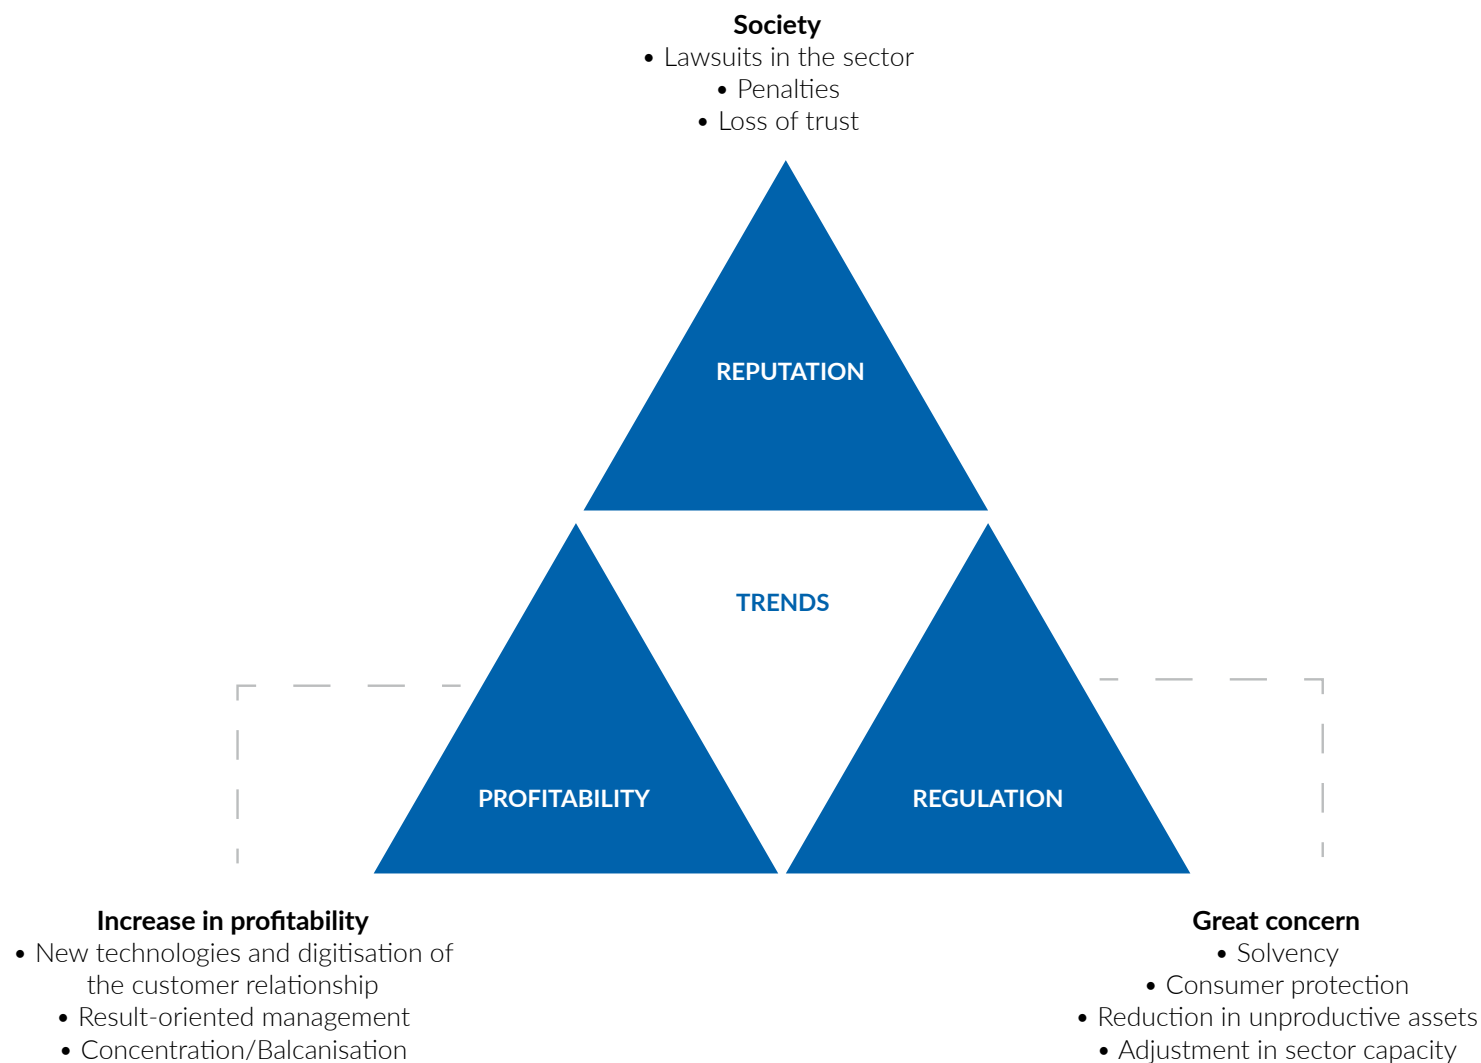 Society
• Lawsuits in the sector
• Penalties
• Loss of trust
REPUTATION
TRENDS
PROFITABILITY
REGULATION
Increase in profitability
• New technologies and digitisation of
the customer relationship
• Result-oriented management
• Concentration/Balcanisation
Great concern
• Solvency
• Consumer protection
• Reduction in unproductive assets
• Adjustment in sector capacity